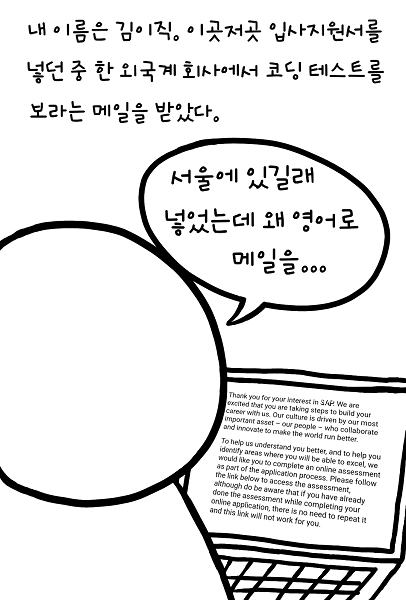 내 이름은 김이직. 이곳저곳 입사지원서를
넣던 중 한 외국계 회사에서 코딩 테스트를
보라는 메일을 받았다.
서울에 있길래
넣었는데 왜 영어로
메일을...
Thank you for your interest in SAP. We are
excited that you are taking steps to build your
career with us. Our culture is driven by our most
important asset – our people – who collaborate
and innovate to make the world run better.
To help us understand you better, and to help you
identify areas where you will be able to excel, we
would like you to complete an online assessment
as part of the application process. Please follow
the link below to access the assessment,
although do be aware that if you have already
done the assessment while completing your
online application, there is no need to repeat it
and this link will not work for you.